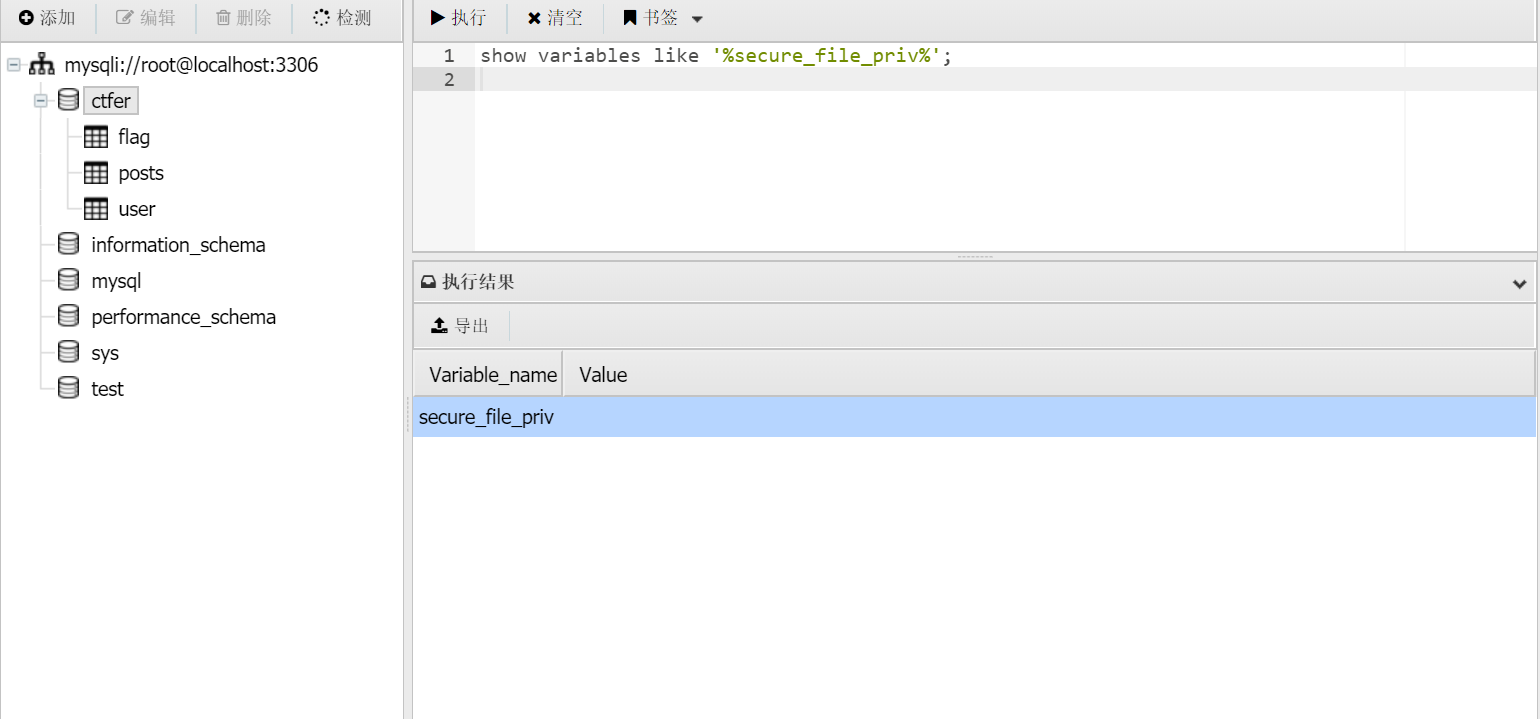 添加 编辑 删除 检测
mysqli://root@localhost:3306
ctfer
flag
posts
user
information_schema
mysql
performance_schema
sys
test
执行 清空 书签
1 show variables like '%secure_file_priv%';
2
执行结果
导出
Variable_name Value
secure_file_priv